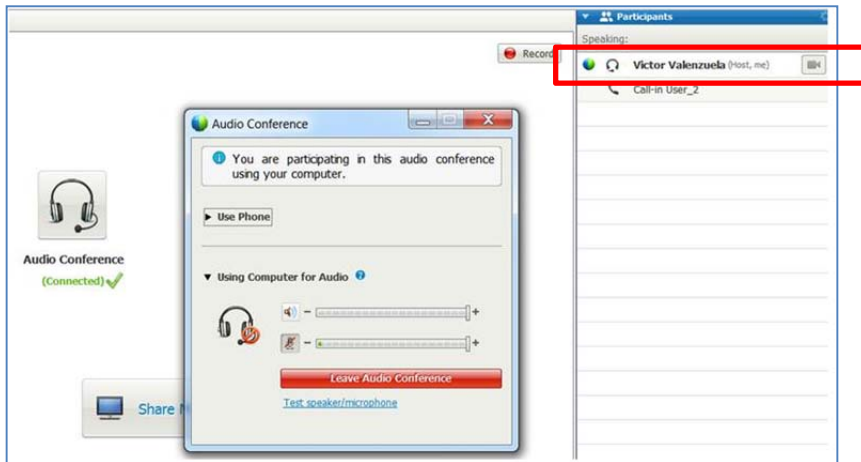 Participants
Speaking:
Record
Victor Valenzuela (Host, me)
Call-in User_2
Audio Conference
You are participating in this audio conference
using your computer.
Use Phone
Audio Conference
(Connected)
Using Computer for Audio
Leave Audio Conference
Test speaker/microphone
Share